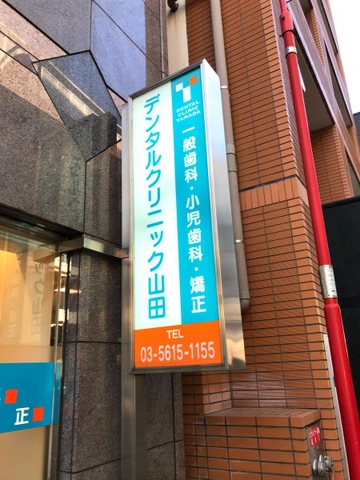 DENTAL
CLINIC
YAMADA
デンタルクリニック山田
一般歯科・小児歯科・矯正
TEL
03-5615-1155
正